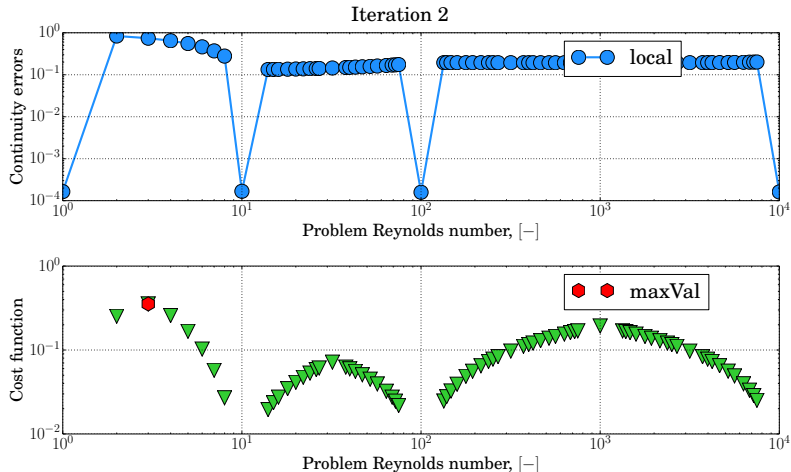 Iteration 2
Continuity errors
10^0
10^-1
10^-2
10^-3
10^-4
local
10^0 10^1 10^2 10^3 10^4
Problem Reynolds number, [−]
Cost function
10^0
10^-1
10^-2
maxVal
10^0 10^1 10^2 10^3 10^4
Problem Reynolds number, [−]